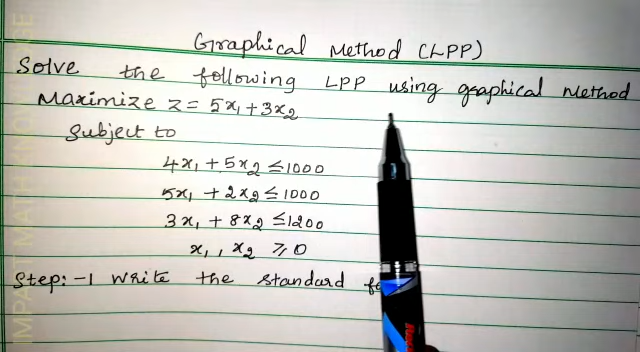 Graphical Method (LPP)
Solve the following LPP using graphical method
Maximize z = 5x₁ + 3x₂
Subject to
4x₁ + 5x₂ ≤ 1000
5x₁ + 2x₂ ≤ 1000
3x₁ + 8x₂ ≤ 1200
x₁, x₂ ≥ 0
Step:-1 Write the standard